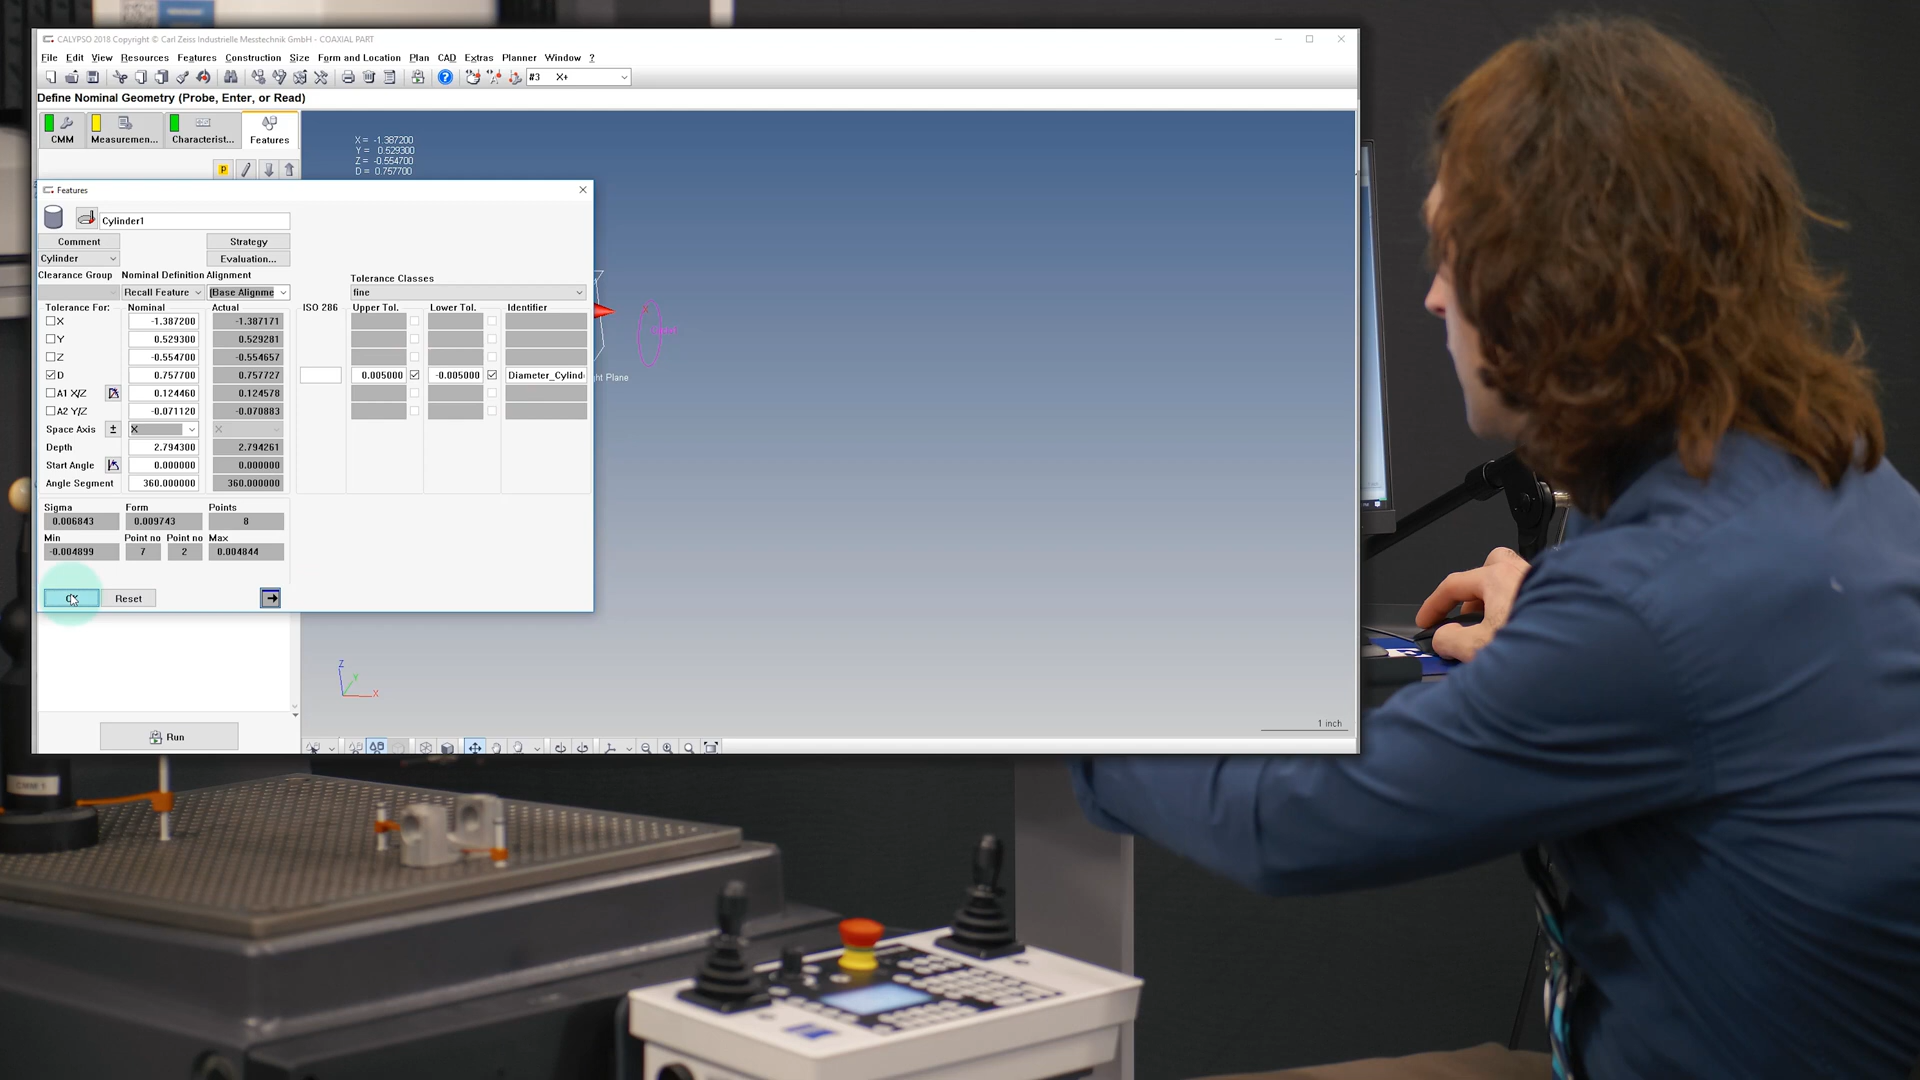 CALYPSO 2018 Copyright © Carl Zeiss Industrielle Messtechnik GmbH - COAXIAL PART
File Edit View Resources Features Construction Size Form and Location Plan CAD Extras Planner Window ?
#3 X+
Define Nominal Geometry (Probe, Enter, or Read)
CMM Measuremen... Characterist... Features
X = -1.387200
Y = 0.529300
Z = -0.554700
D = 0.757700
Features
Cylinder1
Comment Strategy
Cylinder Evaluation...
Clearance Group Nominal Definition Alignment Tolerance Classes
Recall Feature [Base Alignme fine
Tolerance For: Nominal Actual ISO 286 Upper Tol. Lower Tol. Identifier
X -1.387200 -1.387171
Y 0.529300 0.529281
Z -0.554700 -0.554657
D 0.757700 0.757727 0.005000 -0.005000 Diameter_Cylind
ht Plane
A1 X/Z 0.124460 0.124578
A2 Y/Z -0.071120 -0.070883
Space Axis ± X X
Depth 2.794300 2.794261
Start Angle 0.000000 0.000000
Angle Segment 360.000000 360.000000
Sigma Form Points
0.006843 0.009743 8
Min Point no Point no Max
-0.004899 7 2 0.004844
OK Reset
Z
Y
X
1 inch
Run
CMM 1